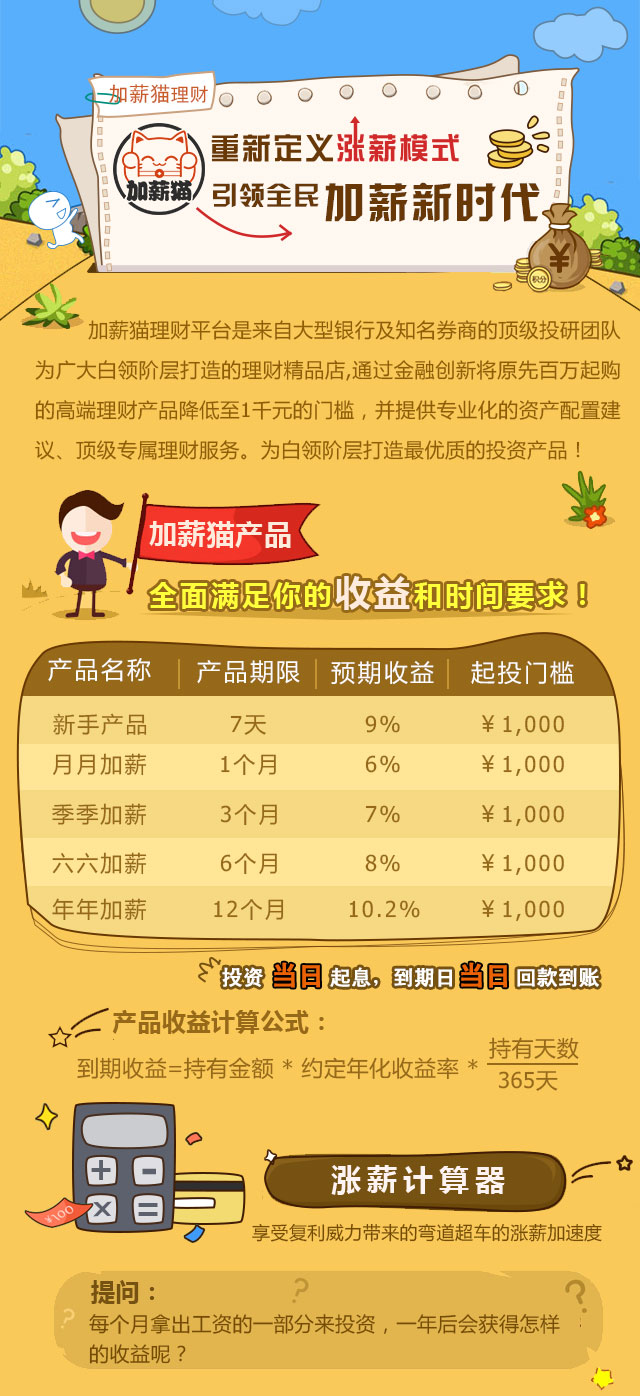 加薪猫理财
加薪猫
重新定义涨薪模式
引领全民加薪新时代
¥
积分
加薪猫理财平台是来自大型银行及知名券商的顶级投研团队
为广大白领阶层打造的理财精品店,通过金融创新将原先百万起购
的高端理财产品降低至1千元的门槛，并提供专业化的资产配置建
议、顶级专属理财服务。为白领阶层打造最优质的投资产品！
加薪猫产品
全面满足你的收益和时间要求！
产品名称 产品期限 预期收益 起投门槛
新手产品 7天 9% ¥1,000
月月加薪 1个月 6% ¥1,000
季季加薪 3个月 7% ¥1,000
六六加薪 6个月 8% ¥1,000
年年加薪 12个月 10.2% ¥1,000
投资 当日 起息，到期日 当日 回款到账
产品收益计算公式：
到期收益=持有金额 * 约定年化收益率 * 持有天数
365天
+ - × =
¥100
涨薪计算器
享受复利威力带来的弯道超车的涨薪加速度
提问：
每个月拿出工资的一部分来投资，一年后会获得怎样
的收益呢？